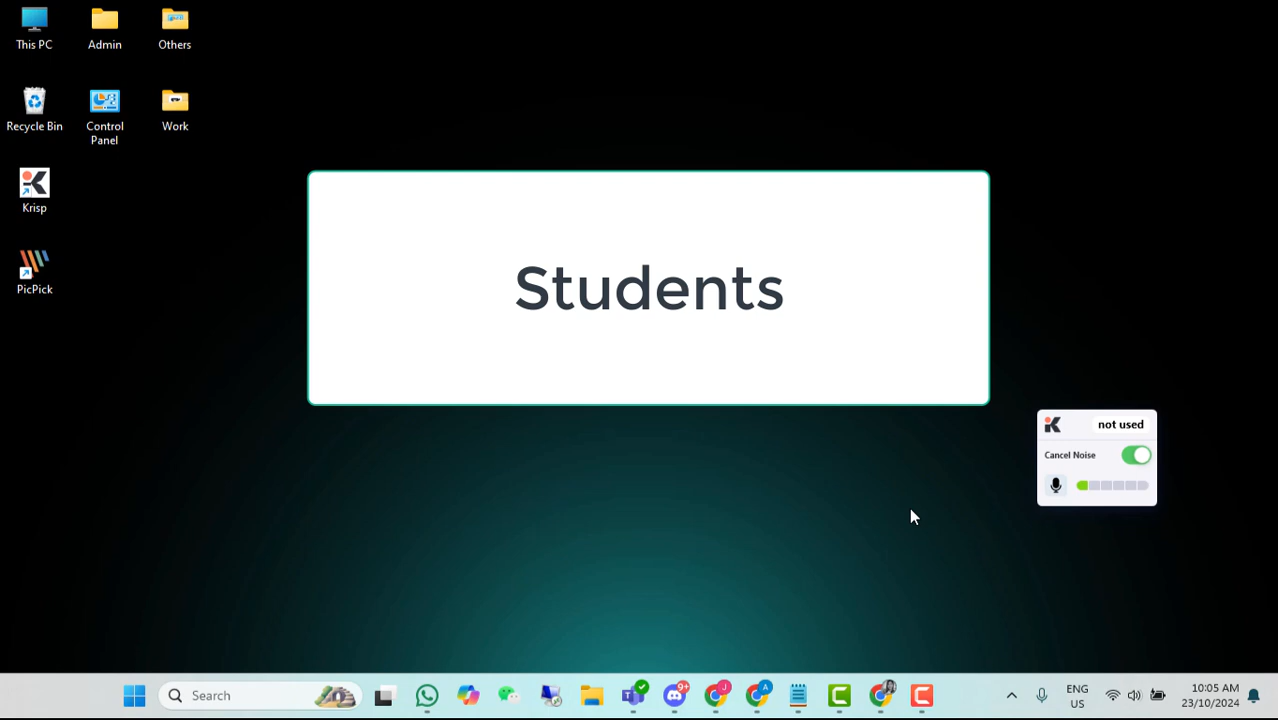 This PC
Admin
Others
Recycle Bin
Control
Panel
Work
Krisp
PicPick
Students
not used
Cancel Noise
Search
9+
J
A
ENG
US
10:05 AM
23/10/2024